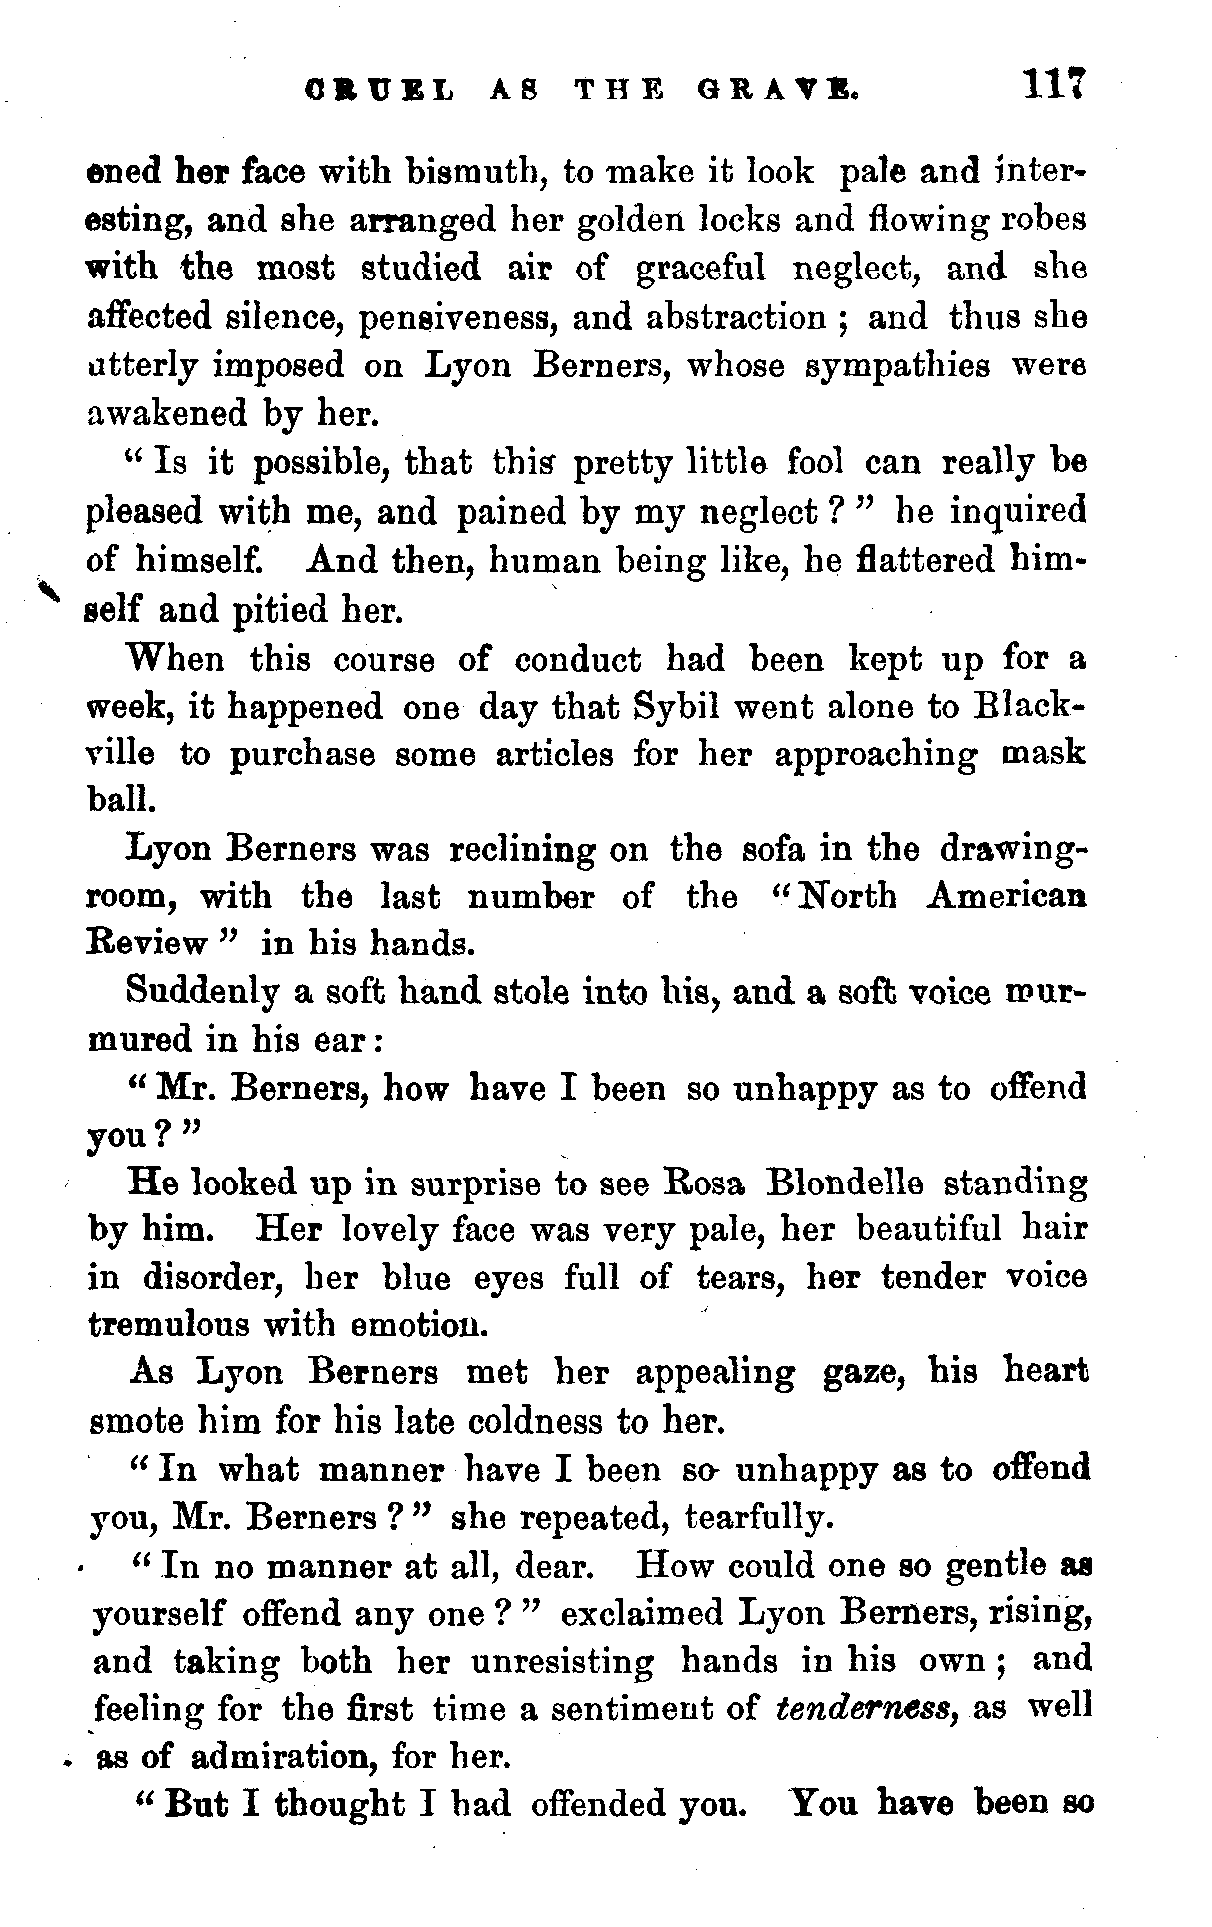 CRUEL AS THE GRAVE. 117
ened her face with bismuth, to make it look pale and inter-
esting, and she arranged her golden locks and flowing robes
with the most studied air of graceful neglect, and she
affected silence, pensiveness, and abstraction ; and thus she
utterly imposed on Lyon Berners, whose sympathies were
awakened by her.
" Is it possible, that this pretty little fool can really be
pleased with me, and pained by my neglect ? " he inquired
of himself. And then, human being like, he flattered him-
self and pitied her.
When this course of conduct had been kept up for a
week, it happened one day that Sybil went alone to Black-
ville to purchase some articles for her approaching mask
ball.
Lyon Berners was reclining on the sofa in the drawing-
room, with the last number of the " North American
Review " in his hands.
Suddenly a soft hand stole into his, and a soft voice mur-
mured in his ear :
" Mr. Berners, how have I been so unhappy as to offend
you ? "
He looked up in surprise to see Rosa Blondelle standing
by him. Her lovely face was very pale, her beautiful hair
in disorder, her blue eyes full of tears, her tender voice
tremulous with emotion.
As Lyon Berners met her appealing gaze, his heart
smote him for his late coldness to her.
" In what manner have I been so unhappy as to offend
you, Mr. Berners ? " she repeated, tearfully.
" In no manner at all, dear. How could one so gentle as
yourself offend any one ? " exclaimed Lyon Berners, rising,
and taking both her unresisting hands in his own ; and
feeling for the first time a sentiment of tenderness, as well
as of admiration, for her.
" But I thought I had offended you. You have been so